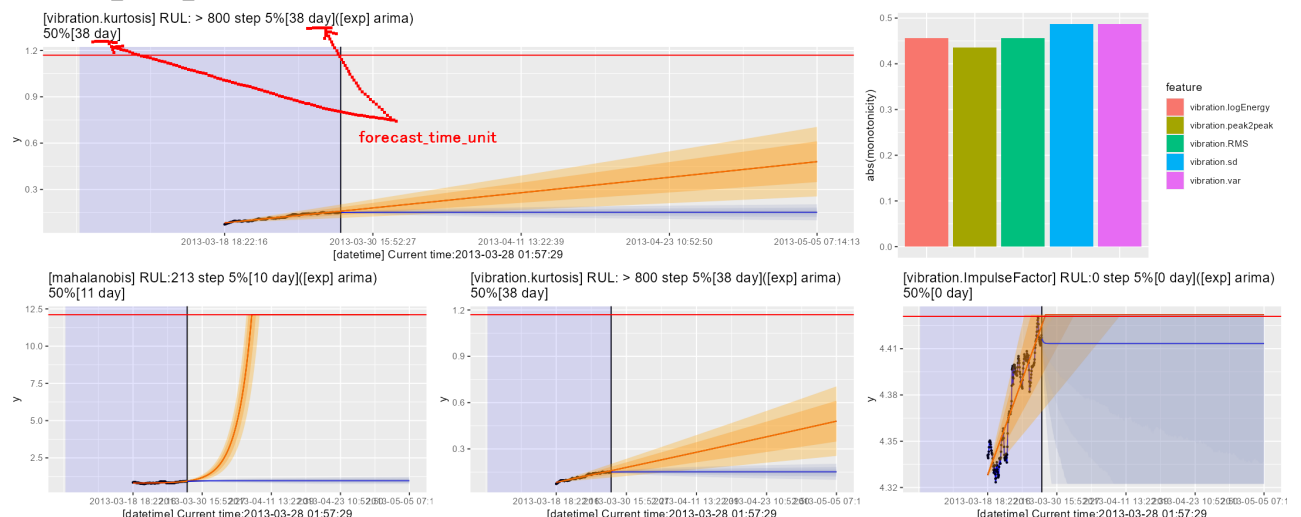 [vibration.kurtosis] RUL: > 800 step 5%[38 day]([exp] arima)
50%[38 day]
1.2
0.9
0.6
0.3
y
forecast_time_unit
2013-03-18 18:22:16
2013-03-30 15:52:27
2013-04-11 13:22:39
2013-04-23 10:52:50
2013-05-05 07:14:13
[datetime] Current time:2013-03-28 01:57:29
0.5
0.4
0.3
0.2
0.1
0.0
abs(monotonicity)
feature
vibration.logEnergy
vibration.peak2peak
vibration.RMS
vibration.sd
vibration.var
[mahalanobis] RUL:213 step 5%[10 day]([exp] arima)
50%[11 day]
12.5
10.0
7.5
5.0
2.5
y
[datetime] Current time:2013-03-28 01:57:29
[vibration.kurtosis] RUL: > 800 step 5%[38 day]([exp] arima)
50%[38 day]
1.2
0.9
0.6
0.3
y
[datetime] Current time:2013-03-28 01:57:29
[vibration.ImpulseFactor] RUL:0 step 5%[0 day]([exp] arima)
50%[0 day]
4.41
4.38
4.35
4.32
y
[datetime] Current time:2013-03-28 01:57:29